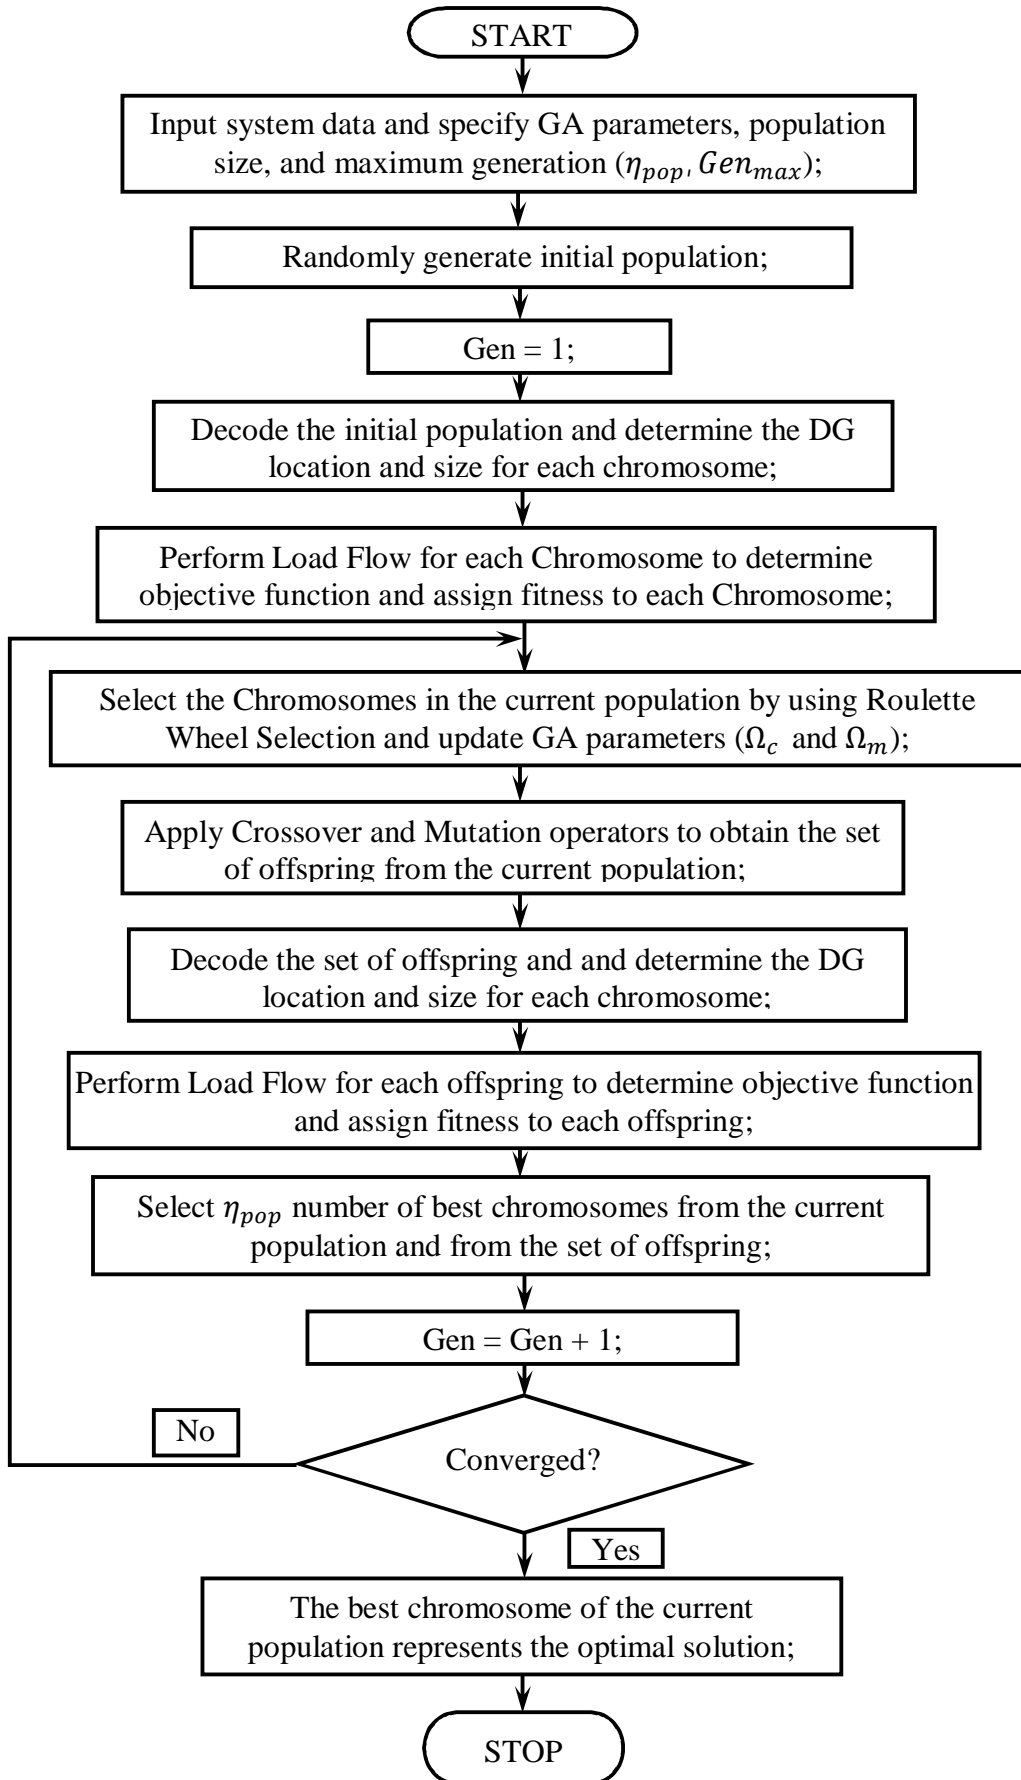 START
Input system data and specify GA parameters, population
size, and maximum generation (η_pop, Gen_max);
Randomly generate initial population;
Gen = 1;
Decode the initial population and determine the DG
location and size for each chromosome;
Perform Load Flow for each Chromosome to determine
objective function and assign fitness to each Chromosome;
Select the Chromosomes in the current population by using Roulette
Wheel Selection and update GA parameters (Ω_c and Ω_m);
Apply Crossover and Mutation operators to obtain the set
of offspring from the current population;
Decode the set of offspring and and determine the DG
location and size for each chromosome;
Perform Load Flow for each offspring to determine objective function
and assign fitness to each offspring;
Select η_pop number of best chromosomes from the current
population and from the set of offspring;
Gen = Gen + 1;
No
Converged?
Yes
The best chromosome of the current
population represents the optimal solution;
STOP